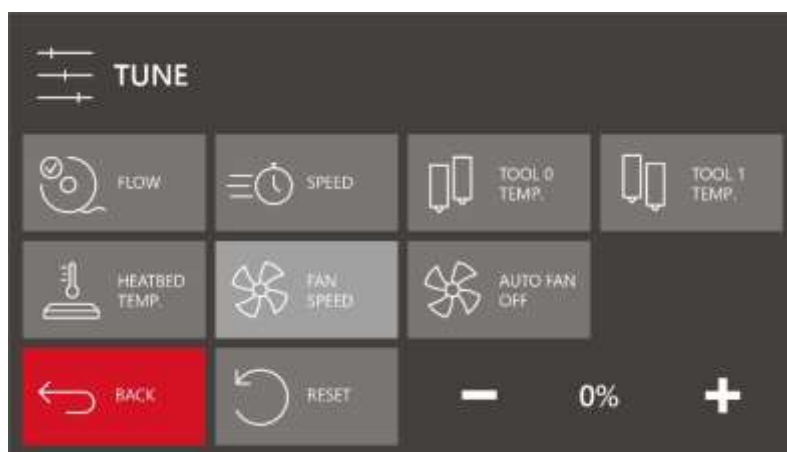 TUNE
FLOW
SPEED
TOOL 0
TEMP.
TOOL 1
TEMP.
HEATBED
TEMP.
FAN
SPEED
AUTO FAN
OFF
BACK
RESET
0%